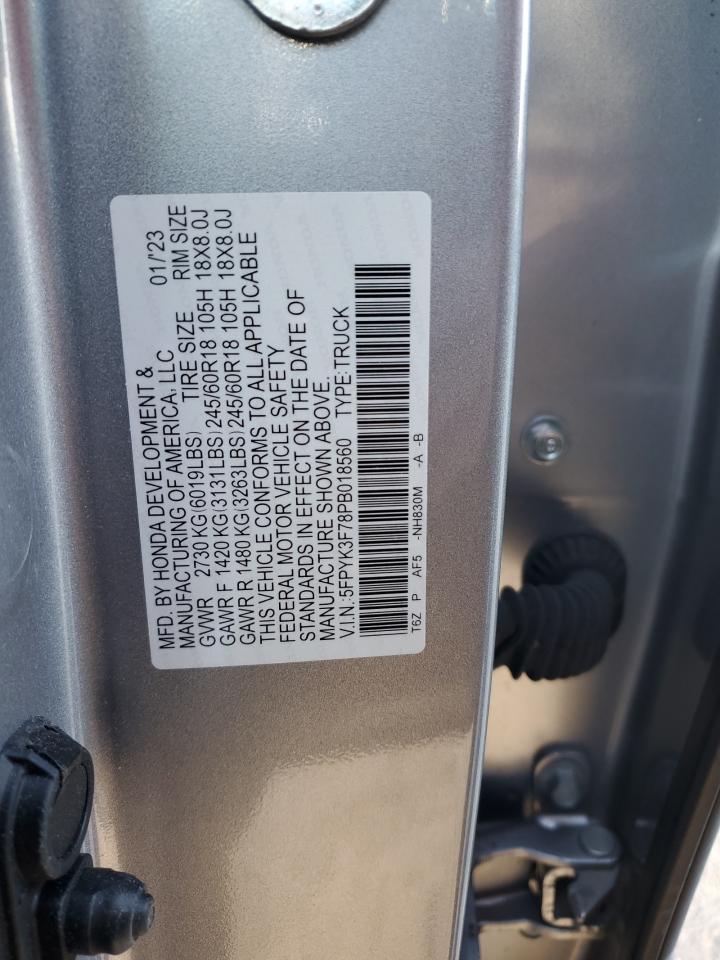 MFD. BY HONDA DEVELOPMENT &
MANUFACTURING OF AMERICA, LLC 01/'23
GVWR 2730 KG(6019LBS) TIRE SIZE RIM SIZE
GAWR F 1420 KG(3131LBS) 245/60R18 105H 18X8.0J
GAWR R 1480 KG(3263LBS) 245/60R18 105H 18X8.0J
THIS VEHICLE CONFORMS TO ALL APPLICABLE
FEDERAL MOTOR VEHICLE SAFETY
STANDARDS IN EFFECT ON THE DATE OF
MANUFACTURE SHOWN ABOVE.
V.I.N.:5FPYK3F78PB018560 TYPE:TRUCK
T6Z P AF5 -NH830M -A -B